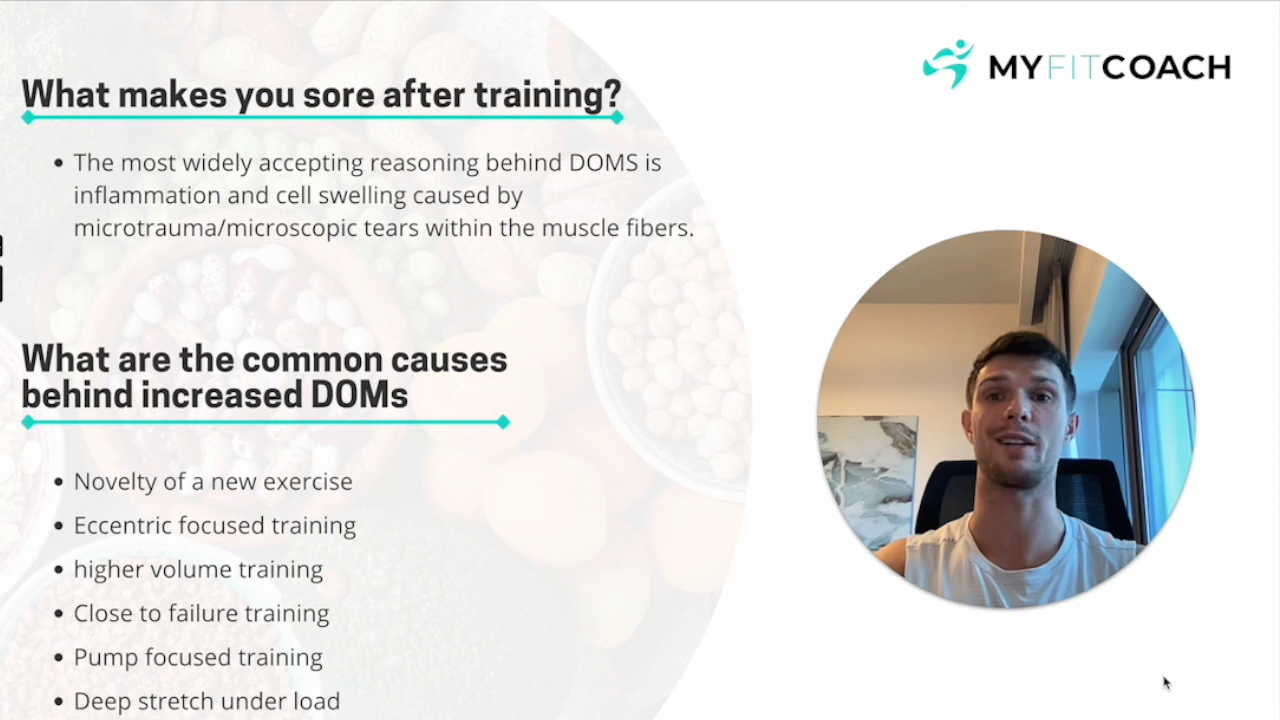 MYFITCOACH
What makes you sore after training?
• The most widely accepting reasoning behind DOMS is
inflammation and cell swelling caused by
microtrauma/microscopic tears within the muscle fibers.
What are the common causes
behind increased DOMs
• Novelty of a new exercise
• Eccentric focused training
• higher volume training
• Close to failure training
• Pump focused training
• Deep stretch under load